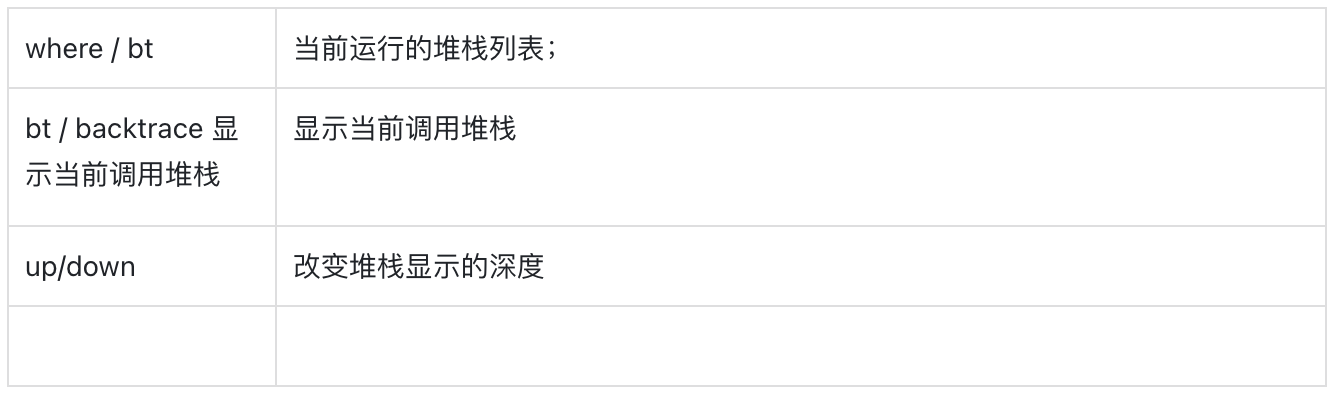 where / bt
当前运行的堆栈列表；
bt / backtrace 显
示当前调用堆栈
显示当前调用堆栈
up/down
改变堆栈显示的深度